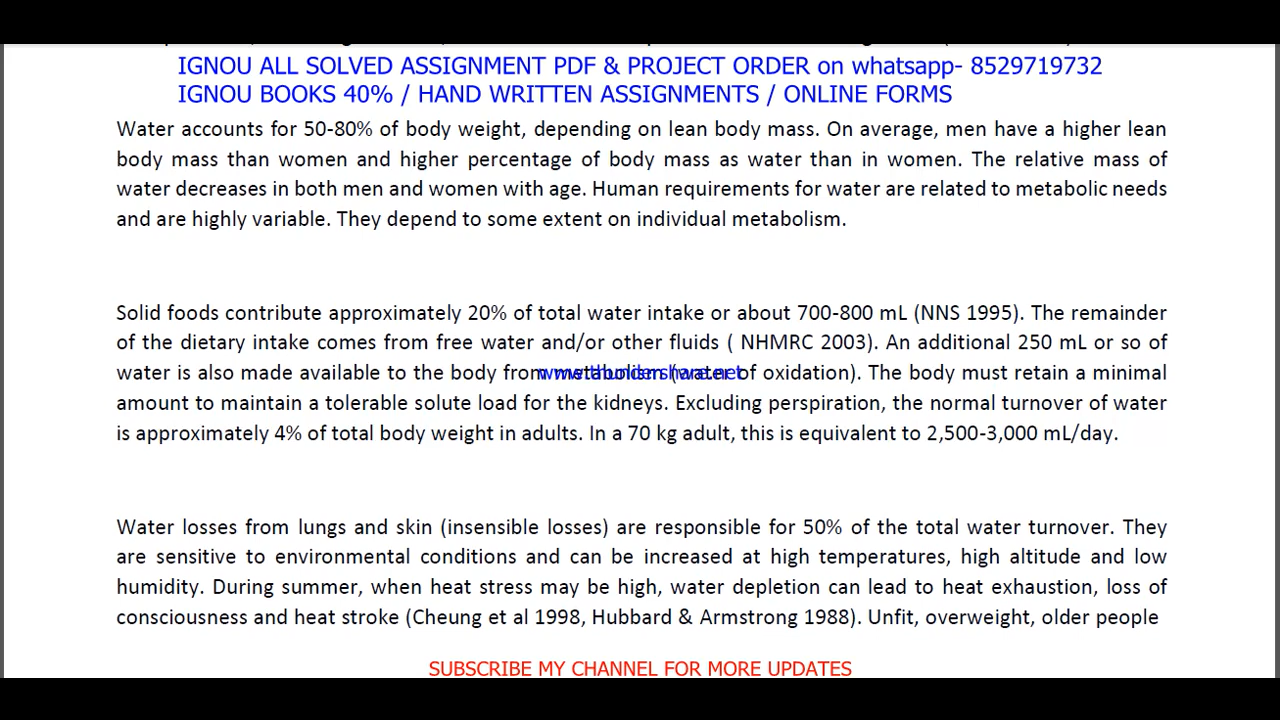 IGNOU ALL SOLVED ASSIGNMENT PDF & PROJECT ORDER on whatsapp- 8529719732
IGNOU BOOKS 40% / HAND WRITTEN ASSIGNMENTS / ONLINE FORMS
Water accounts for 50-80% of body weight, depending on lean body mass. On average, men have a higher lean
body mass than women and higher percentage of body mass as water than in women. The relative mass of
water decreases in both men and women with age. Human requirements for water are related to metabolic needs
and are highly variable. They depend to some extent on individual metabolism.
Solid foods contribute approximately 20% of total water intake or about 700-800 mL (NNS 1995). The remainder
of the dietary intake comes from free water and/or other fluids ( NHMRC 2003). An additional 250 mL or so of
water is also made available to the body from metabolism (water of oxidation). The body must retain a minimal
amount to maintain a tolerable solute load for the kidneys. Excluding perspiration, the normal turnover of water
is approximately 4% of total body weight in adults. In a 70 kg adult, this is equivalent to 2,500-3,000 mL/day.
Water losses from lungs and skin (insensible losses) are responsible for 50% of the total water turnover. They
are sensitive to environmental conditions and can be increased at high temperatures, high altitude and low
humidity. During summer, when heat stress may be high, water depletion can lead to heat exhaustion, loss of
consciousness and heat stroke (Cheung et al 1998, Hubbard & Armstrong 1988). Unfit, overweight, older people
SUBSCRIBE MY CHANNEL FOR MORE UPDATES